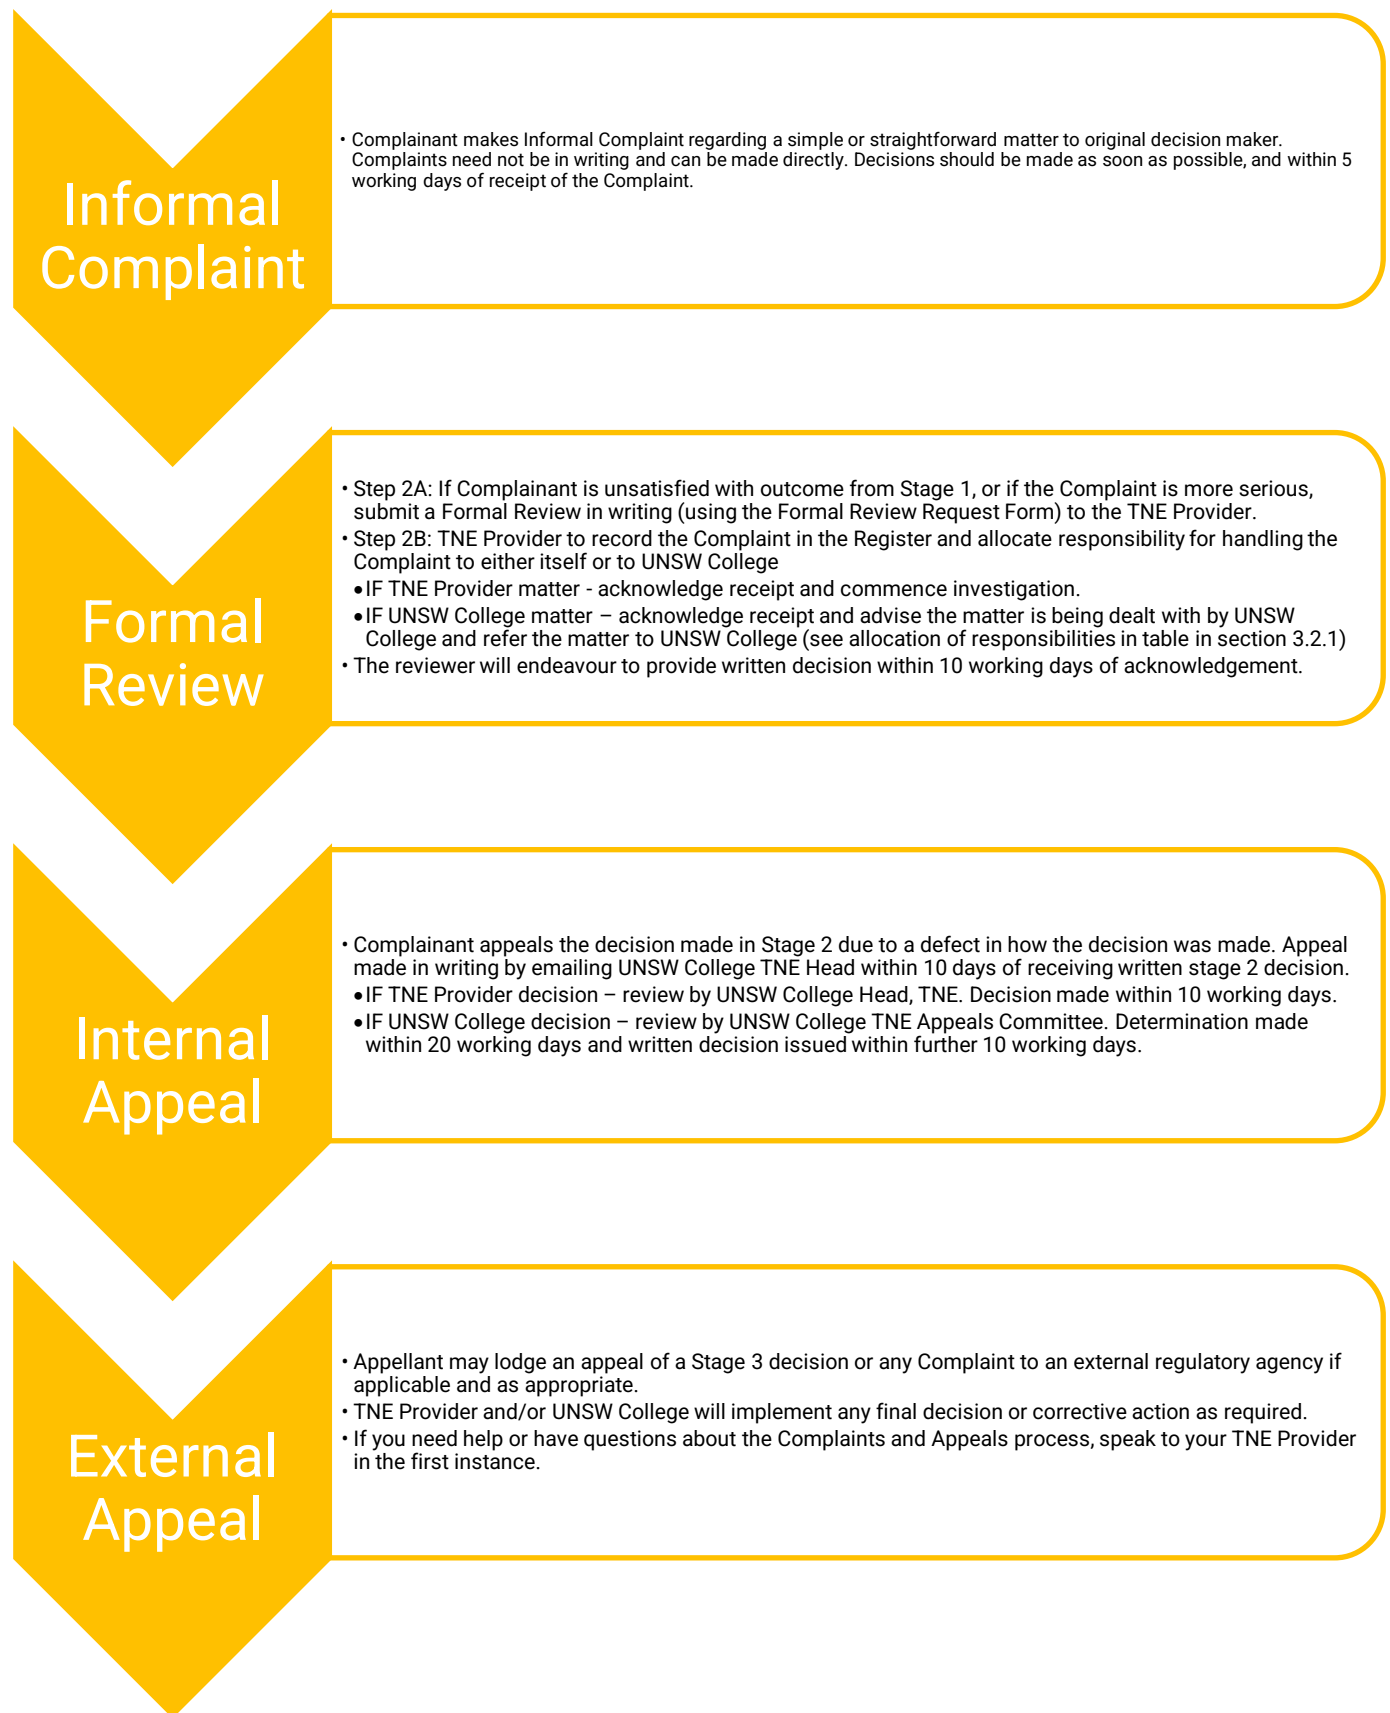 Informal
Complaint
• Complainant makes Informal Complaint regarding a simple or straightforward matter to original decision maker.
Complaints need not be in writing and can be made directly. Decisions should be made as soon as possible, and within 5
working days of receipt of the Complaint.
Formal
Review
• Step 2A: If Complainant is unsatisfied with outcome from Stage 1, or if the Complaint is more serious,
submit a Formal Review in writing (using the Formal Review Request Form) to the TNE Provider.
• Step 2B: TNE Provider to record the Complaint in the Register and allocate responsibility for handling the
Complaint to either itself or to UNSW College
• IF TNE Provider matter - acknowledge receipt and commence investigation.
• IF UNSW College matter – acknowledge receipt and advise the matter is being dealt with by UNSW
College and refer the matter to UNSW College (see allocation of responsibilities in table in section 3.2.1)
• The reviewer will endeavour to provide written decision within 10 working days of acknowledgement.
Internal
Appeal
• Complainant appeals the decision made in Stage 2 due to a defect in how the decision was made. Appeal
made in writing by emailing UNSW College TNE Head within 10 days of receiving written stage 2 decision.
• IF TNE Provider decision – review by UNSW College Head, TNE. Decision made within 10 working days.
• IF UNSW College decision – review by UNSW College TNE Appeals Committee. Determination made
within 20 working days and written decision issued within further 10 working days.
External
Appeal
• Appellant may lodge an appeal of a Stage 3 decision or any Complaint to an external regulatory agency if
applicable and as appropriate.
• TNE Provider and/or UNSW College will implement any final decision or corrective action as required.
• If you need help or have questions about the Complaints and Appeals process, speak to your TNE Provider
in the first instance.